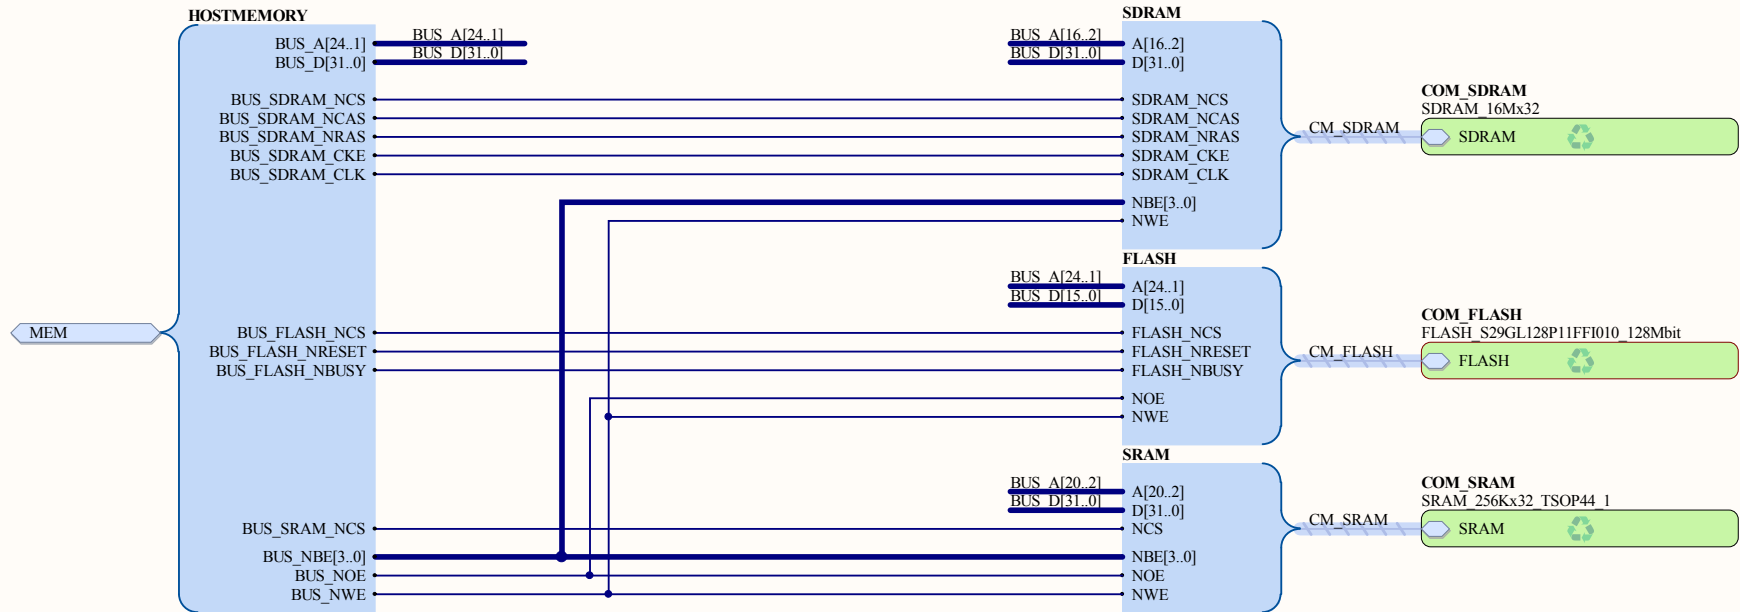 HOSTMEMORY
BUS_A[24..1]
BUS_A[24..1]
BUS_D[31..0]
BUS_D[31..0]
BUS_SDRAM_NCS
BUS_SDRAM_NCAS
BUS_SDRAM_NRAS
BUS_SDRAM_CKE
BUS_SDRAM_CLK
MEM
BUS_FLASH_NCS
BUS_FLASH_NRESET
BUS_FLASH_NBUSY
BUS_SRAM_NCS
BUS_NBE[3..0]
BUS_NOE
BUS_NWE
SDRAM
BUS_A[16..2]
A[16..2]
BUS_D[31..0]
D[31..0]
SDRAM_NCS
SDRAM_NCAS
SDRAM_NRAS
SDRAM_CKE
SDRAM_CLK
NBE[3..0]
NWE
CM_SDRAM
COM_SDRAM
SDRAM_16Mx32
SDRAM
FLASH
BUS_A[24..1]
A[24..1]
BUS_D[15..0]
D[15..0]
FLASH_NCS
FLASH_NRESET
FLASH_NBUSY
NOE
NWE
CM_FLASH
COM_FLASH
FLASH_S29GL128P11FFI010_128Mbit
FLASH
SRAM
BUS_A[20..2]
A[20..2]
BUS_D[31..0]
D[31..0]
NCS
NBE[3..0]
NOE
NWE
CM_SRAM
COM_SRAM
SRAM_256Kx32_TSOP44_1
SRAM